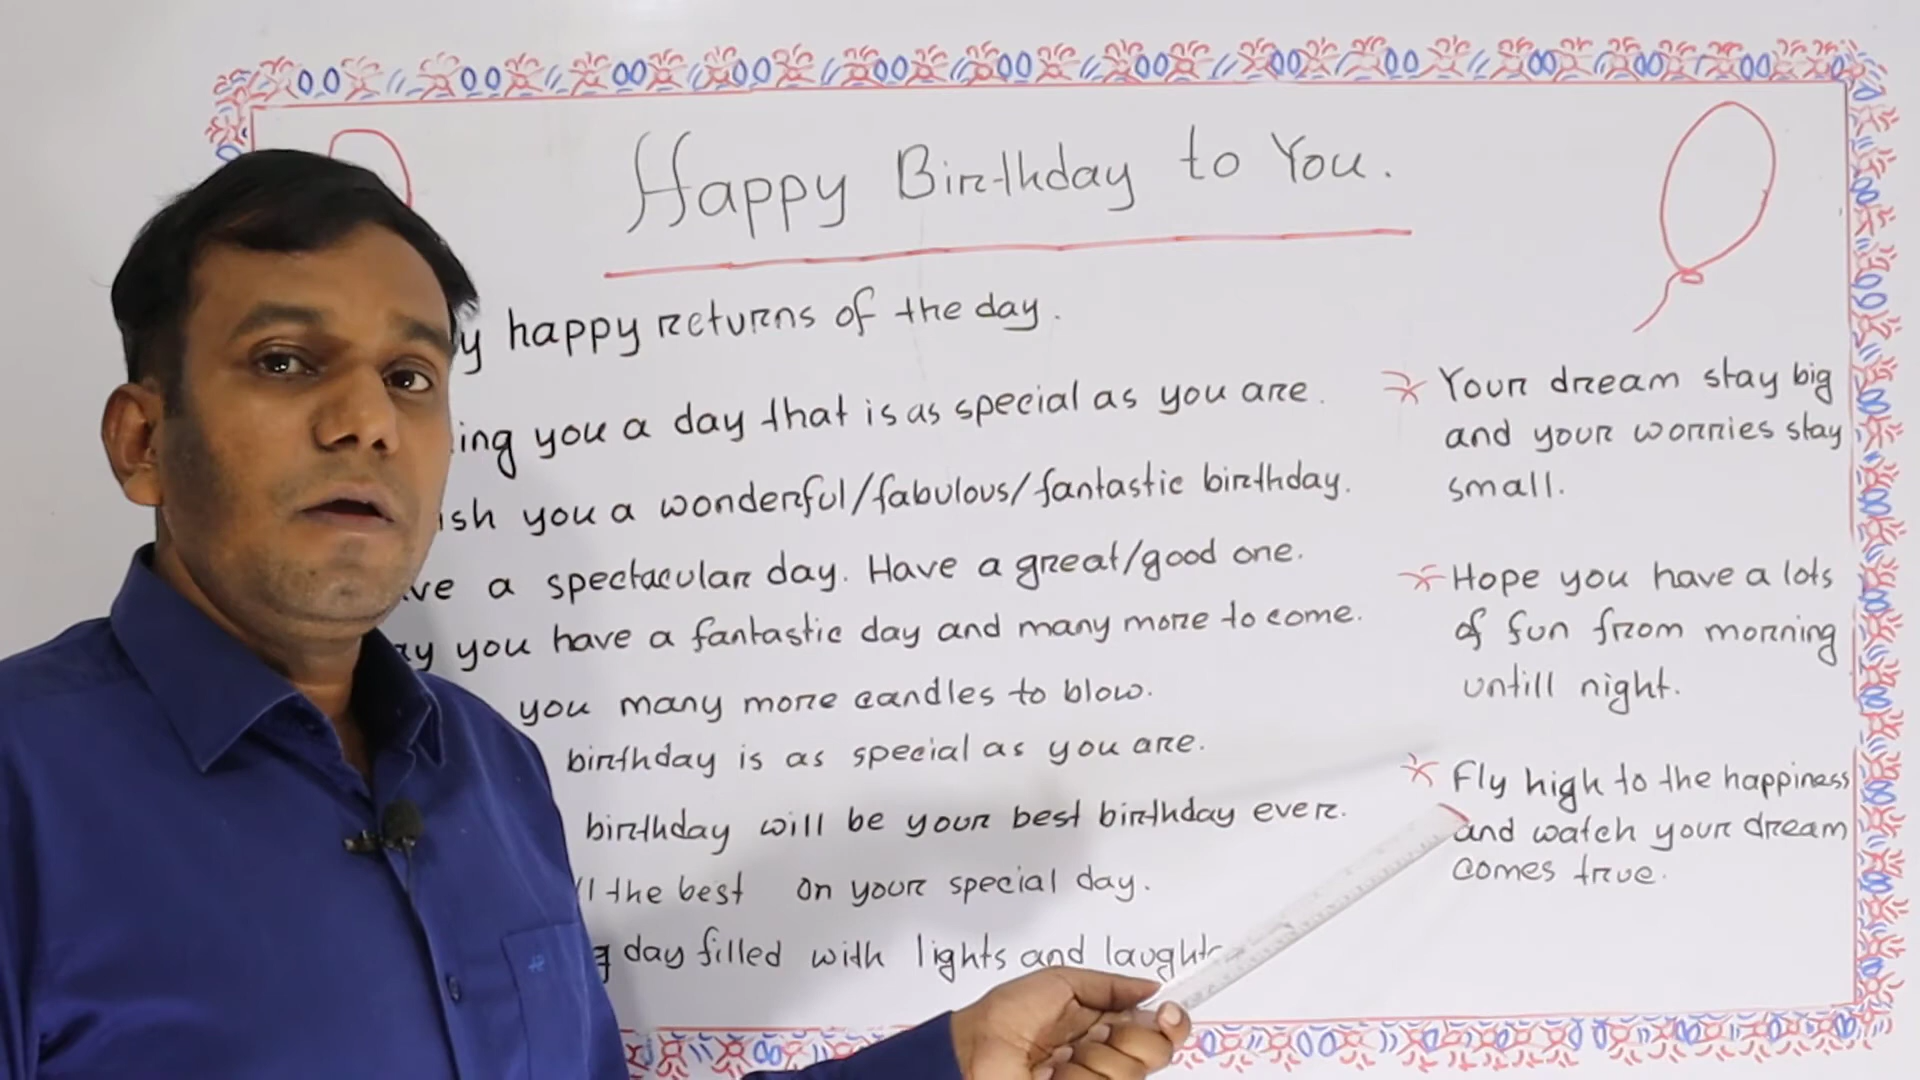 Happy Birthday to You.
y happy returns of the day.
ing you a day that is as special as you are.
ish you a wonderful/fabulous/fantastic birthday.
ve a spectacular day. Have a great/good one.
ay you have a fantastic day and many more to come.
you many more candles to blow.
birthday is as special as you are.
birthday will be your best birthday ever.
ll the best on your special day.
g day filled with lights and laught
Your dream stay big
and your worries stay
small.
Hope you have a lots
of fun from morning
untill night.
Fly high to the happiness
and watch your dream
comes true.